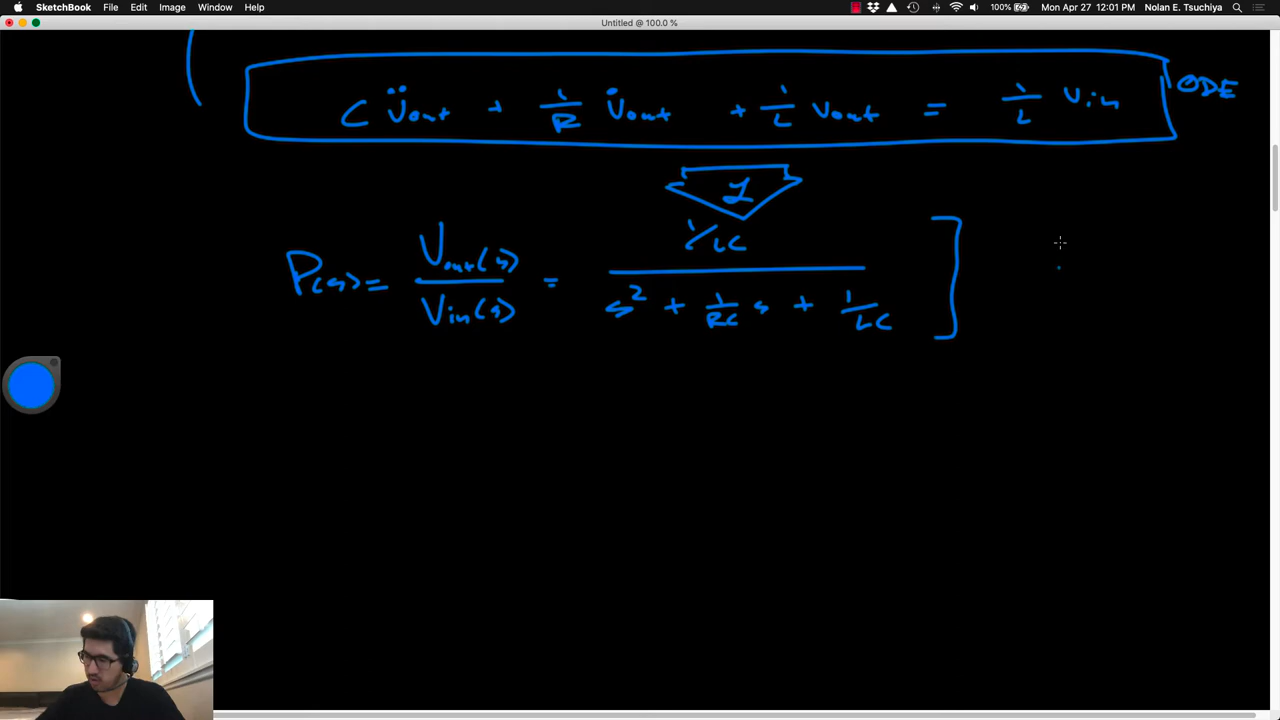 SketchBook File Edit Image Window Help 100% Mon Apr 27 12:01 PM Nolan E. Tsuchiya
Untitled @ 100.0 %
C v̈out + 1/R v̇out + 1/L vout = 1/L vin ODE
ℒ
P(s) = Vout(s)/Vin(s) = (1/LC)/(s² + 1/RC s + 1/LC) ]